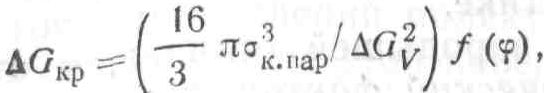 ΔG_кр = (16/3 πσ³_к.пар/ΔG²_V) f (φ),